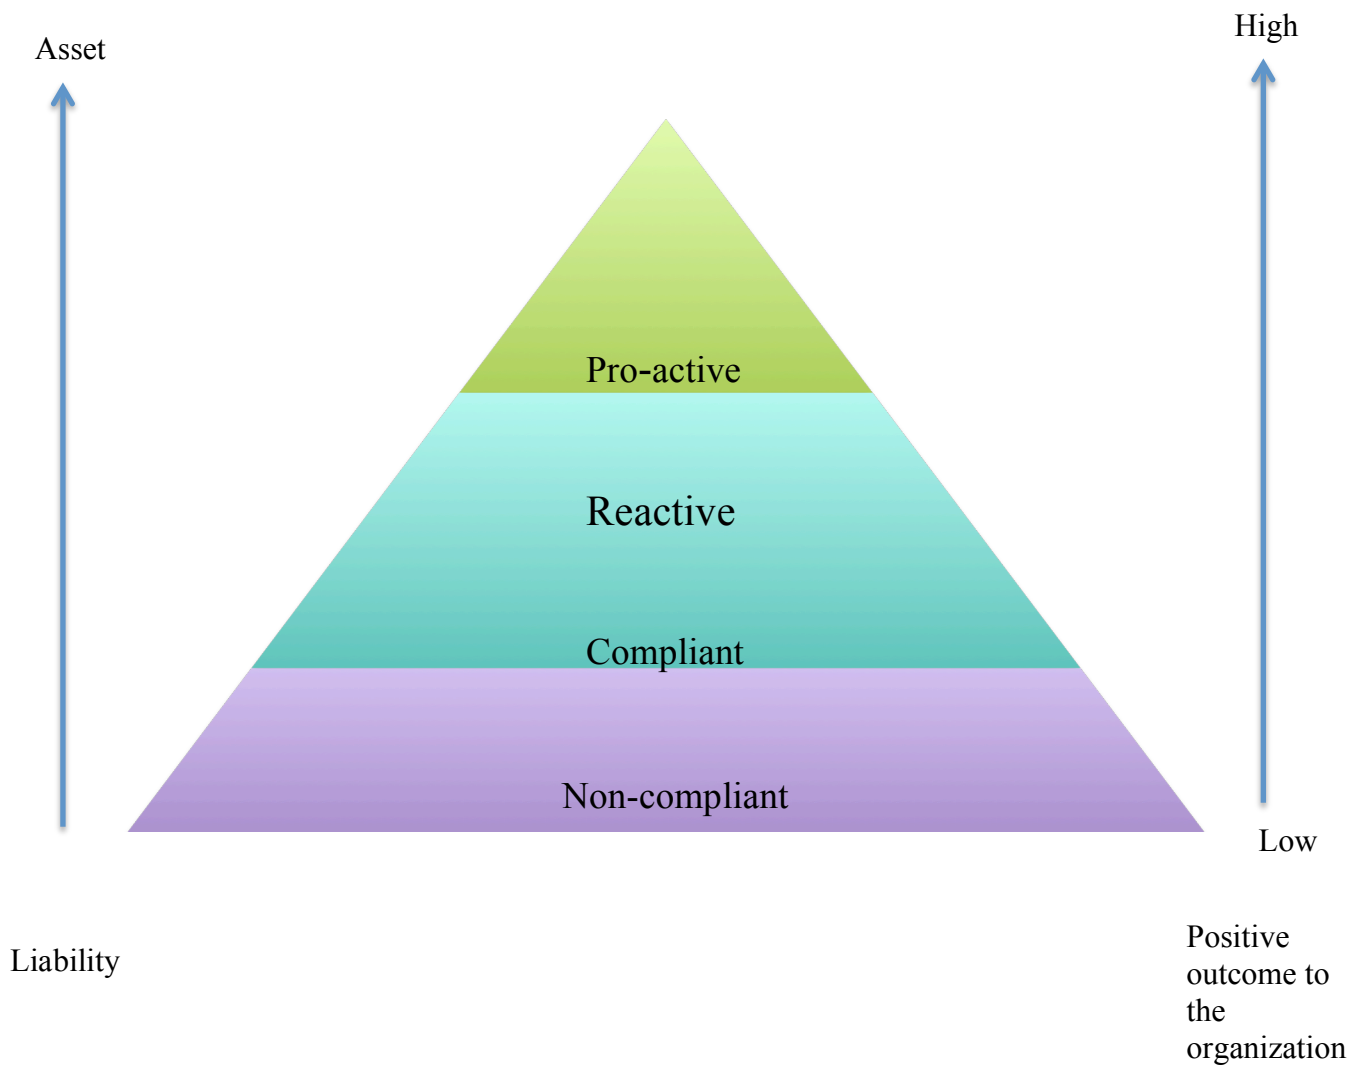 High
Asset
Pro-active
Reactive
Compliant
Non-compliant
Low
Liability
Positive
outcome to
the
organization